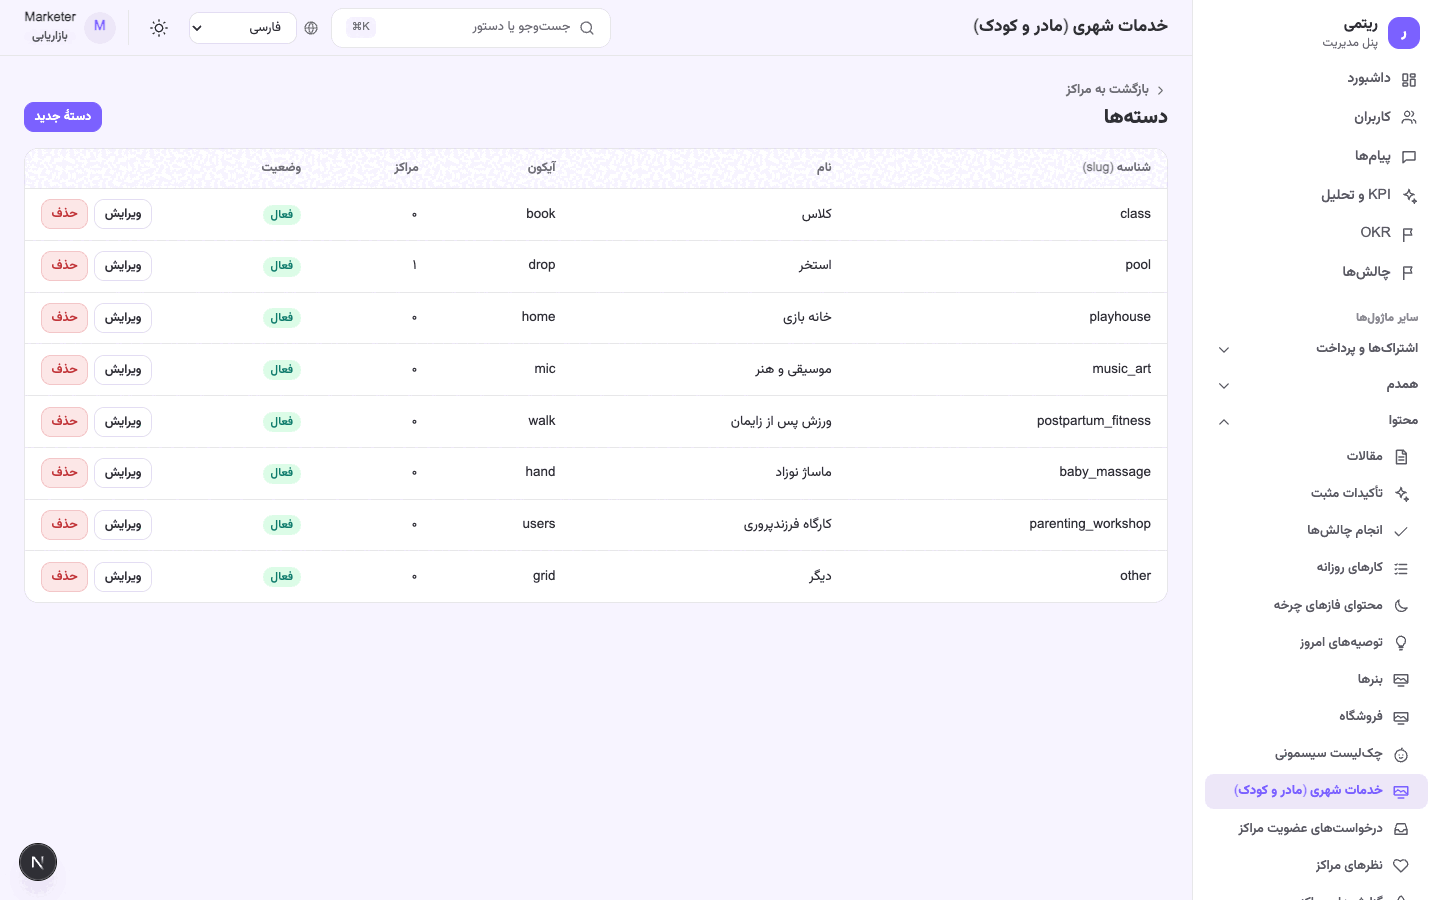 ریتمی
پنل مدیریت
داشبورد
کاربران
پیام‌ها
KPI و تحلیل
OKR
چالش‌ها
سایر ماژول‌ها
اشتراک‌ها و پرداخت
همدم
محتوا
مقالات
تأکیدات مثبت
انجام چالش‌ها
کارهای روزانه
محتوای فازهای چرخه
توصیه‌های امروز
بنرها
فروشگاه
چک‌لیست سیسمونی
خدمات شهری (مادر و کودک)
درخواست‌های عضویت مراکز
نظرهای مراکز
خدمات شهری (مادر و کودک)
جست‌وجو یا دستور
⌘K
فارسی
M
Marketer
بازاریابی
بازگشت به مراکز
دسته‌ها
دستهٔ جدید
شناسه (slug) نام آیکون مراکز وضعیت
class کلاس book ۰ فعال ویرایش حذف
pool استخر drop ۱ فعال ویرایش حذف
playhouse خانه بازی home ۰ فعال ویرایش حذف
music_art موسیقی و هنر mic ۰ فعال ویرایش حذف
postpartum_fitness ورزش پس از زایمان walk ۰ فعال ویرایش حذف
baby_massage ماساژ نوزاد hand ۰ فعال ویرایش حذف
parenting_workshop کارگاه فرزندپروری users ۰ فعال ویرایش حذف
other دیگر grid ۰ فعال ویرایش حذف